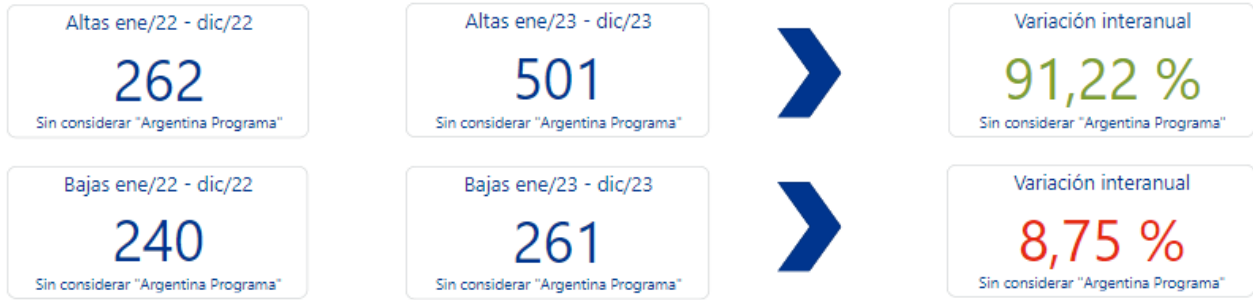 Altas ene/22 - dic/22
262
Sin considerar "Argentina Programa"
Altas ene/23 - dic/23
501
Sin considerar "Argentina Programa"
Variación interanual
91,22 %
Sin considerar "Argentina Programa"
Bajas ene/22 - dic/22
240
Sin considerar "Argentina Programa"
Bajas ene/23 - dic/23
261
Sin considerar "Argentina Programa"
Variación interanual
8,75 %
Sin considerar "Argentina Programa"